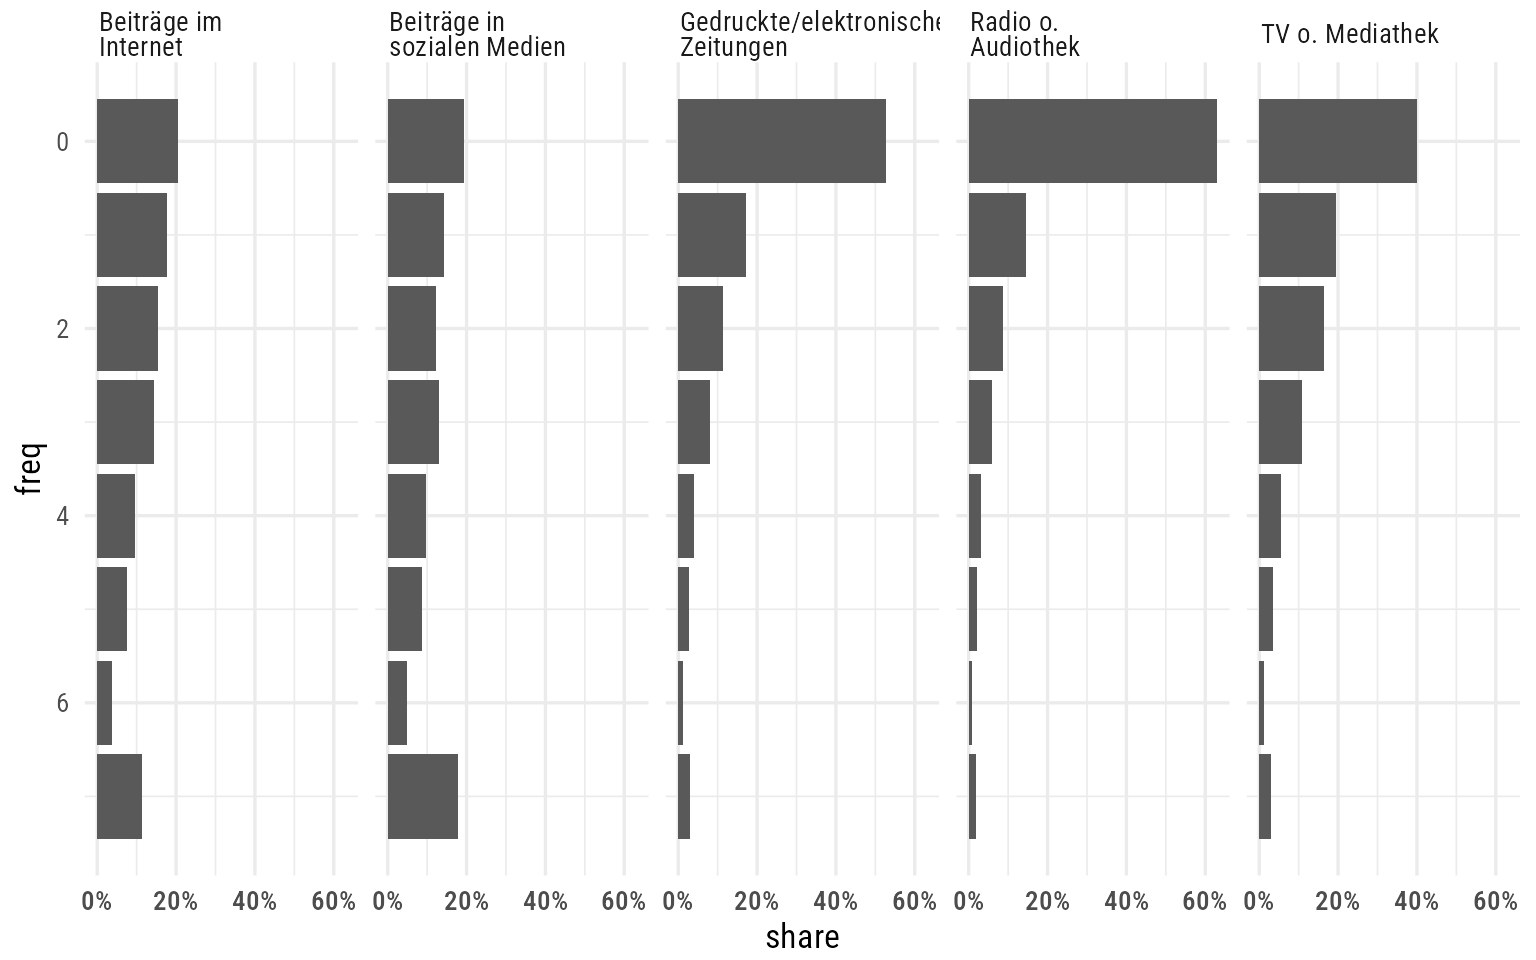 Beiträge im
Internet
Beiträge in
sozialen Medien
Gedruckte/elektronische
Zeitungen
Radio o.
Audiothek
TV o. Mediathek
0
2
4
6
freq
0% 20% 40% 60% 0% 20% 40% 60% 0% 20% 40% 60% 0% 20% 40% 60% 0% 20% 40% 60%
share